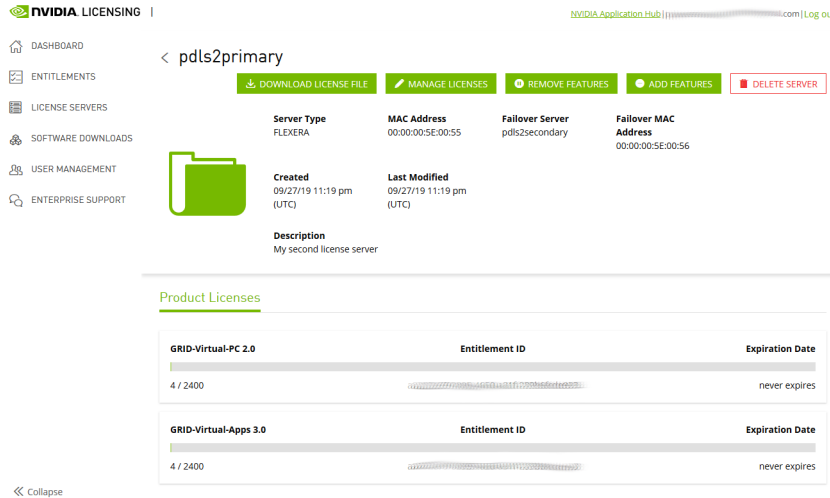 NVIDIA. LICENSING |
NVIDIA Application Hub | .com | Log ou
DASHBOARD
ENTITLEMENTS
LICENSE SERVERS
SOFTWARE DOWNLOADS
USER MANAGEMENT
ENTERPRISE SUPPORT
Collapse
< pdls2primary
DOWNLOAD LICENSE FILE MANAGE LICENSES REMOVE FEATURES ADD FEATURES DELETE SERVER
Server Type MAC Address Failover Server Failover MAC
FLEXERA 00:00:00:5E:00:55 pdls2secondary Address
00:00:00:5E:00:56
Created Last Modified
09/27/19 11:19 pm 09/27/19 11:19 pm
(UTC) (UTC)
Description
My second license server
Product Licenses
GRID-Virtual-PC 2.0 Entitlement ID Expiration Date
4 / 2400 never expires
GRID-Virtual-Apps 3.0 Entitlement ID Expiration Date
4 / 2400 never expires